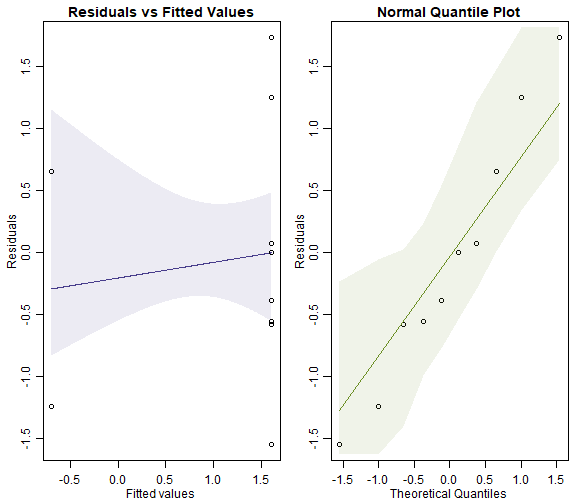 Residuals vs Fitted Values
Residuals
1.5
1.0
0.5
0.0
-0.5
-1.0
-1.5
-0.5 0.0 0.5 1.0 1.5
Fitted values
Normal Quantile Plot
Residuals
1.5
1.0
0.5
0.0
-0.5
-1.0
-1.5
-1.5 -1.0 -0.5 0.0 0.5 1.0 1.5
Theoretical Quantiles